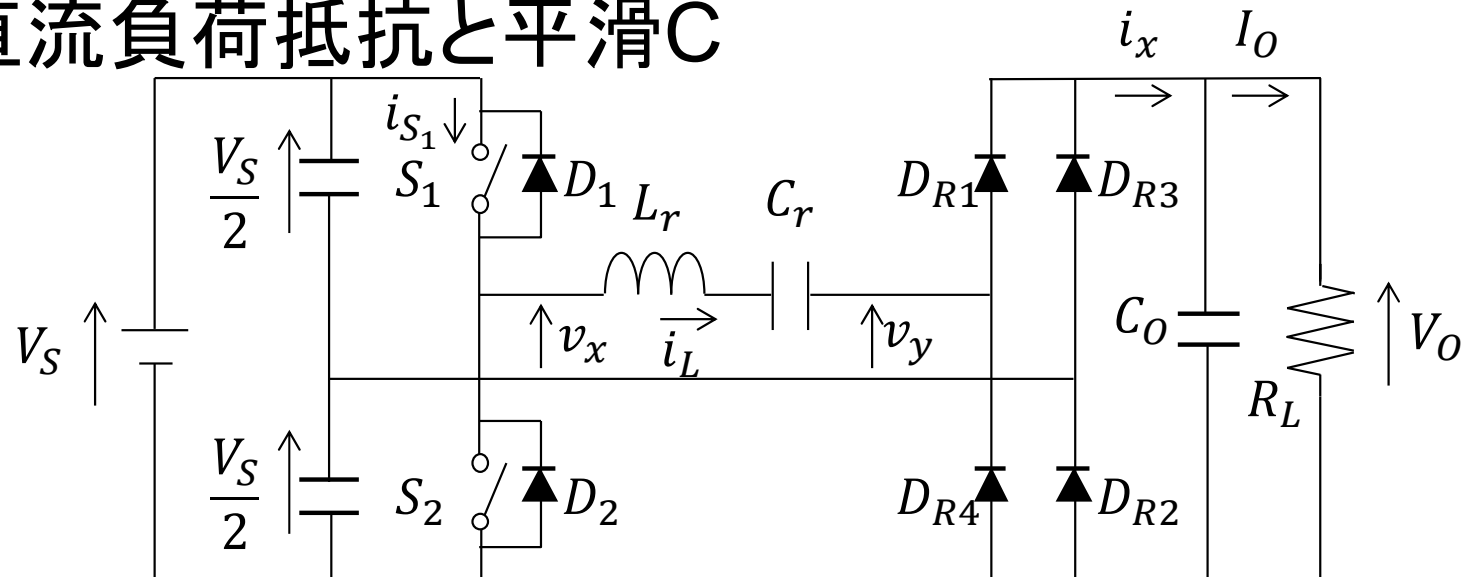 直流負荷抵抗と平滑C
i_x I_O
V_S/2 i_{S_1} S_1 D_1 L_r C_r D_{R1} D_{R3}
V_S v_x i_L v_y C_O R_L V_O
V_S/2 S_2 D_2 D_{R4} D_{R2}